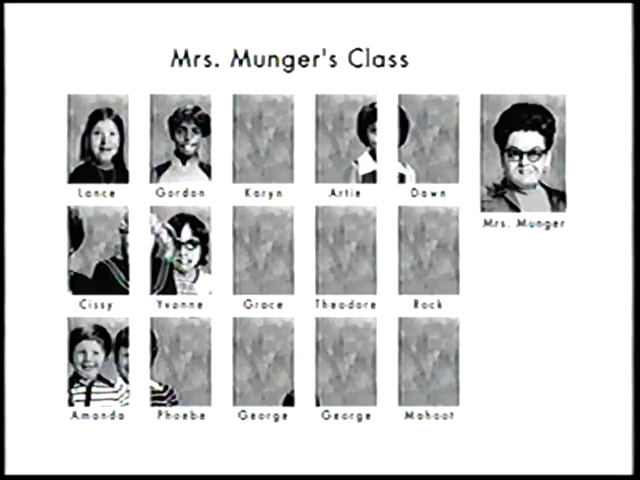 Mrs. Munger's Class
Lance Gordon Karyn Artie Dawn
Mrs. Munger
Cissy Yvonne Grace Theodore Rock
Amanda Phoebe George George Mahoot